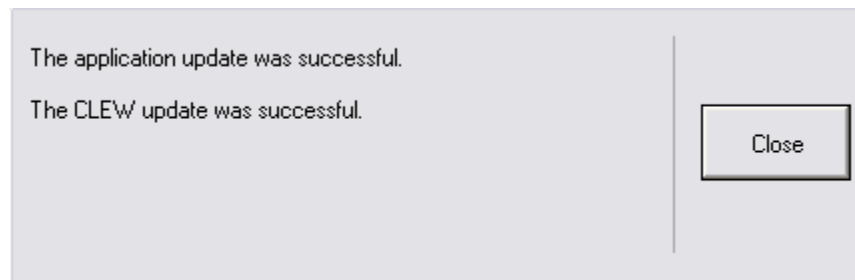 The application update was successful.
The CLEW update was successful.
Close